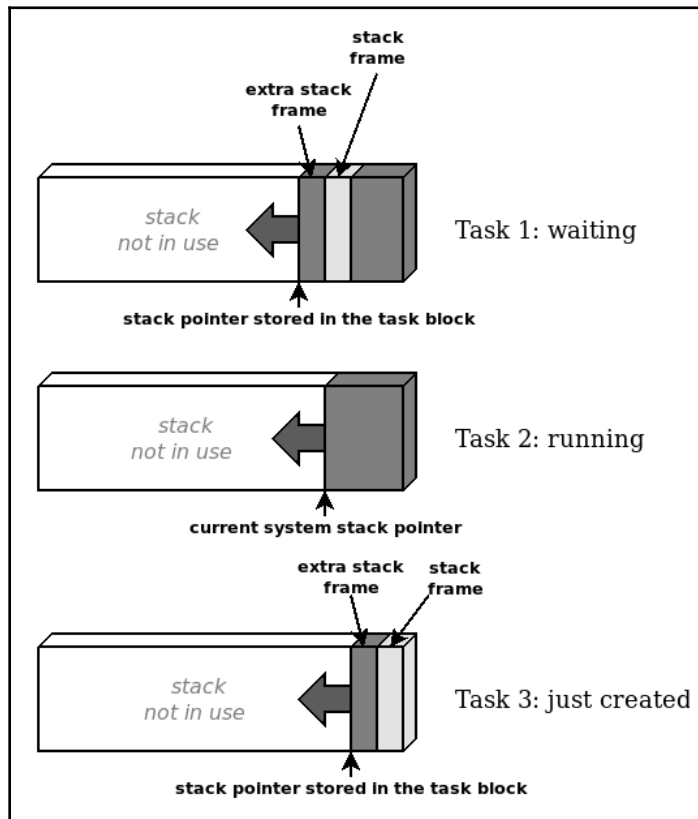 stack
frame
extra stack
frame
stack
not in use
Task 1: waiting
stack pointer stored in the task block
stack
not in use
Task 2: running
current system stack pointer
extra stack
frame
stack
frame
stack
not in use
Task 3: just created
stack pointer stored in the task block